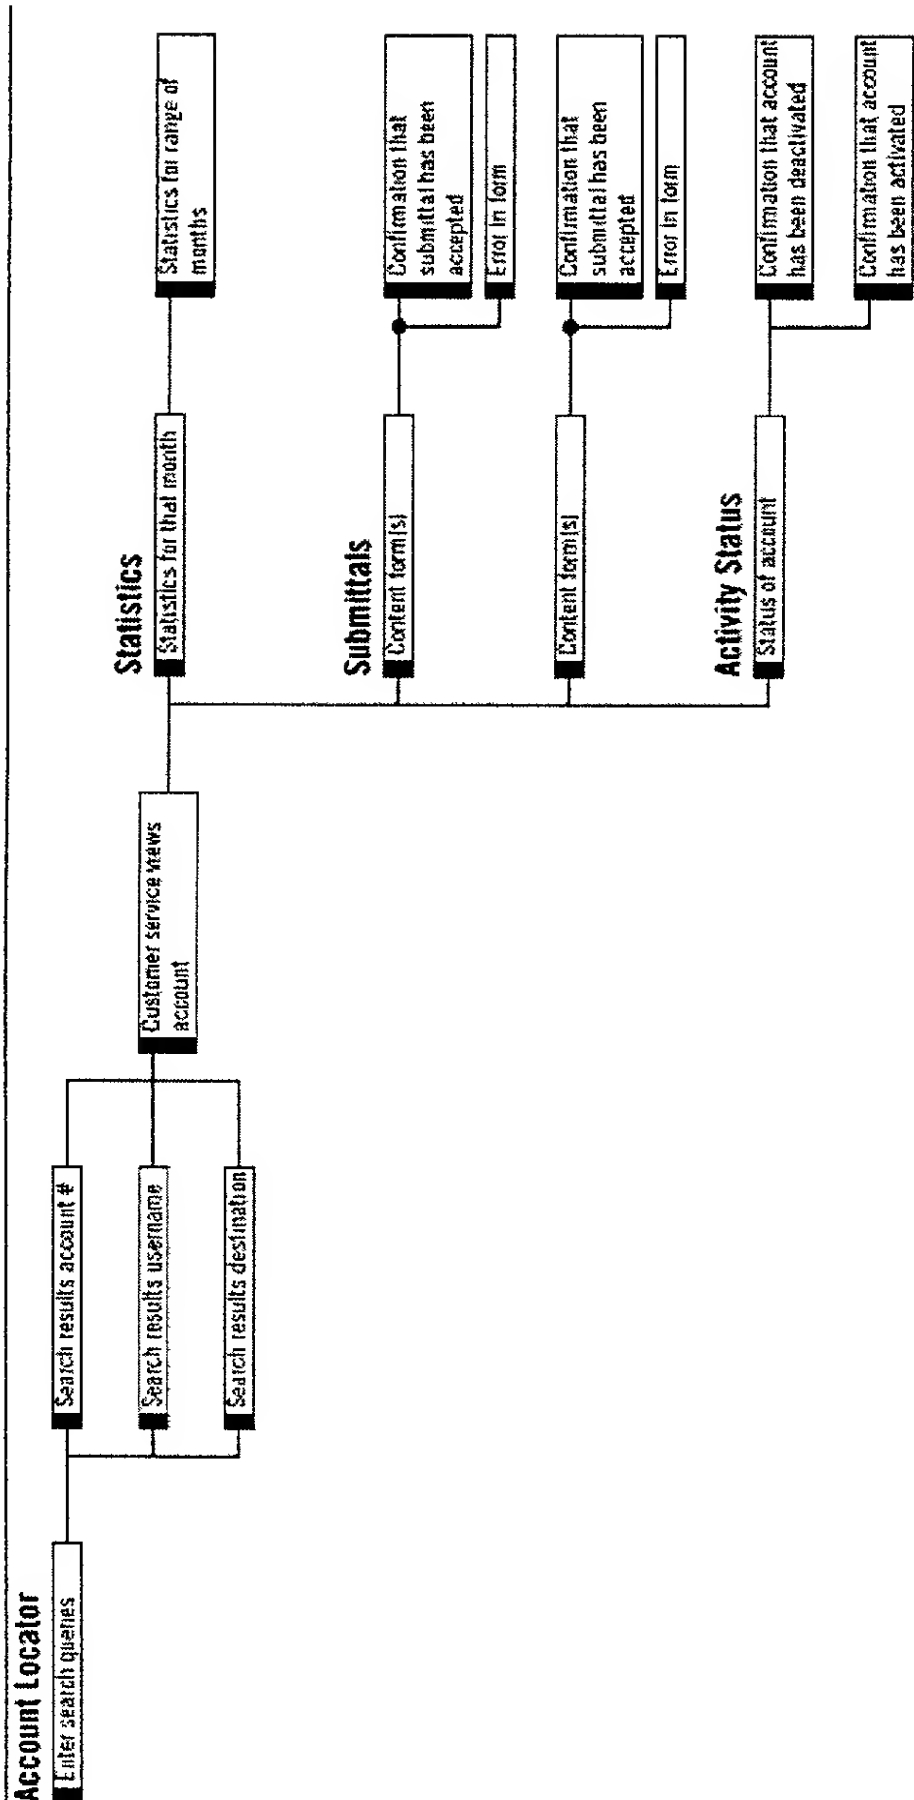 Account Locator
Enter search queries
Search results account #
Search results username
Search results destination
Customer service views
account
Statistics
Statistics for that month
Statistics for range of
months
Submittals
Content form(s)
Confirmation that
submittal has been
accepted
Error in form
Content form(s)
Confirmation that
submittal has been
accepted
Error in form
Activity Status
Status of account
Confirmation that account
has been deactivated
Confirmation that account
has been activated